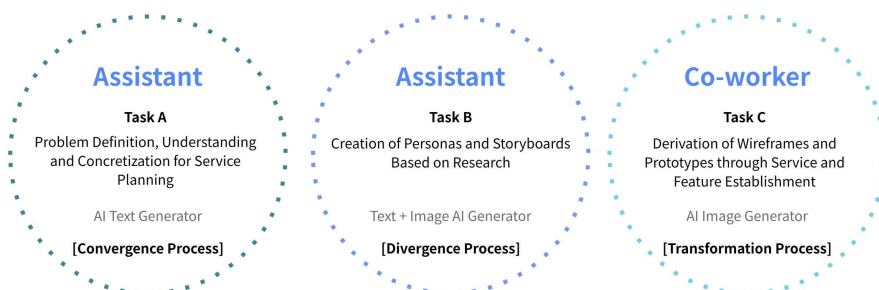 Assistant
Task A
Problem Definition, Understanding
and Concretization for Service
Planning
AI Text Generator
[Convergence Process]
Assistant
Task B
Creation of Personas and Storyboards
Based on Research
Text + Image AI Generator
[Divergence Process]
Co-worker
Task C
Derivation of Wireframes and
Prototypes through Service and
Feature Establishment
AI Image Generator
[Transformation Process]